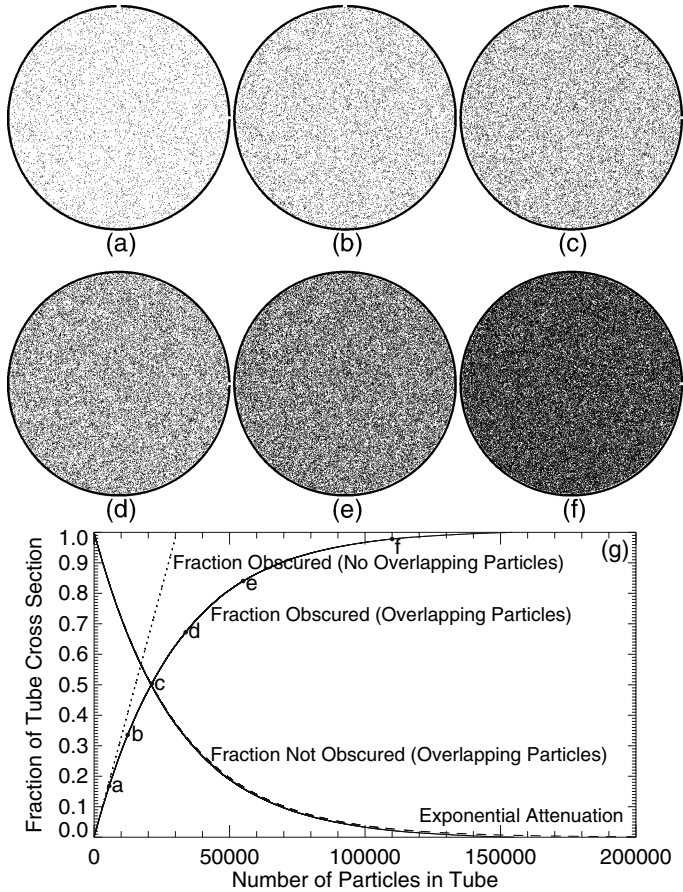 (a)
(b)
(c)
(d)
(e)
(f)
(g)
Fraction of Tube Cross Section
1.0
0.9
0.8
0.7
0.6
0.5
0.4
0.3
0.2
0.1
0.0
Fraction Obscured (No Overlapping Particles)
Fraction Obscured (Overlapping Particles)
Fraction Not Obscured (Overlapping Particles)
Exponential Attenuation
f
e
d
c
b
a
0
50000
100000
150000
200000
Number of Particles in Tube